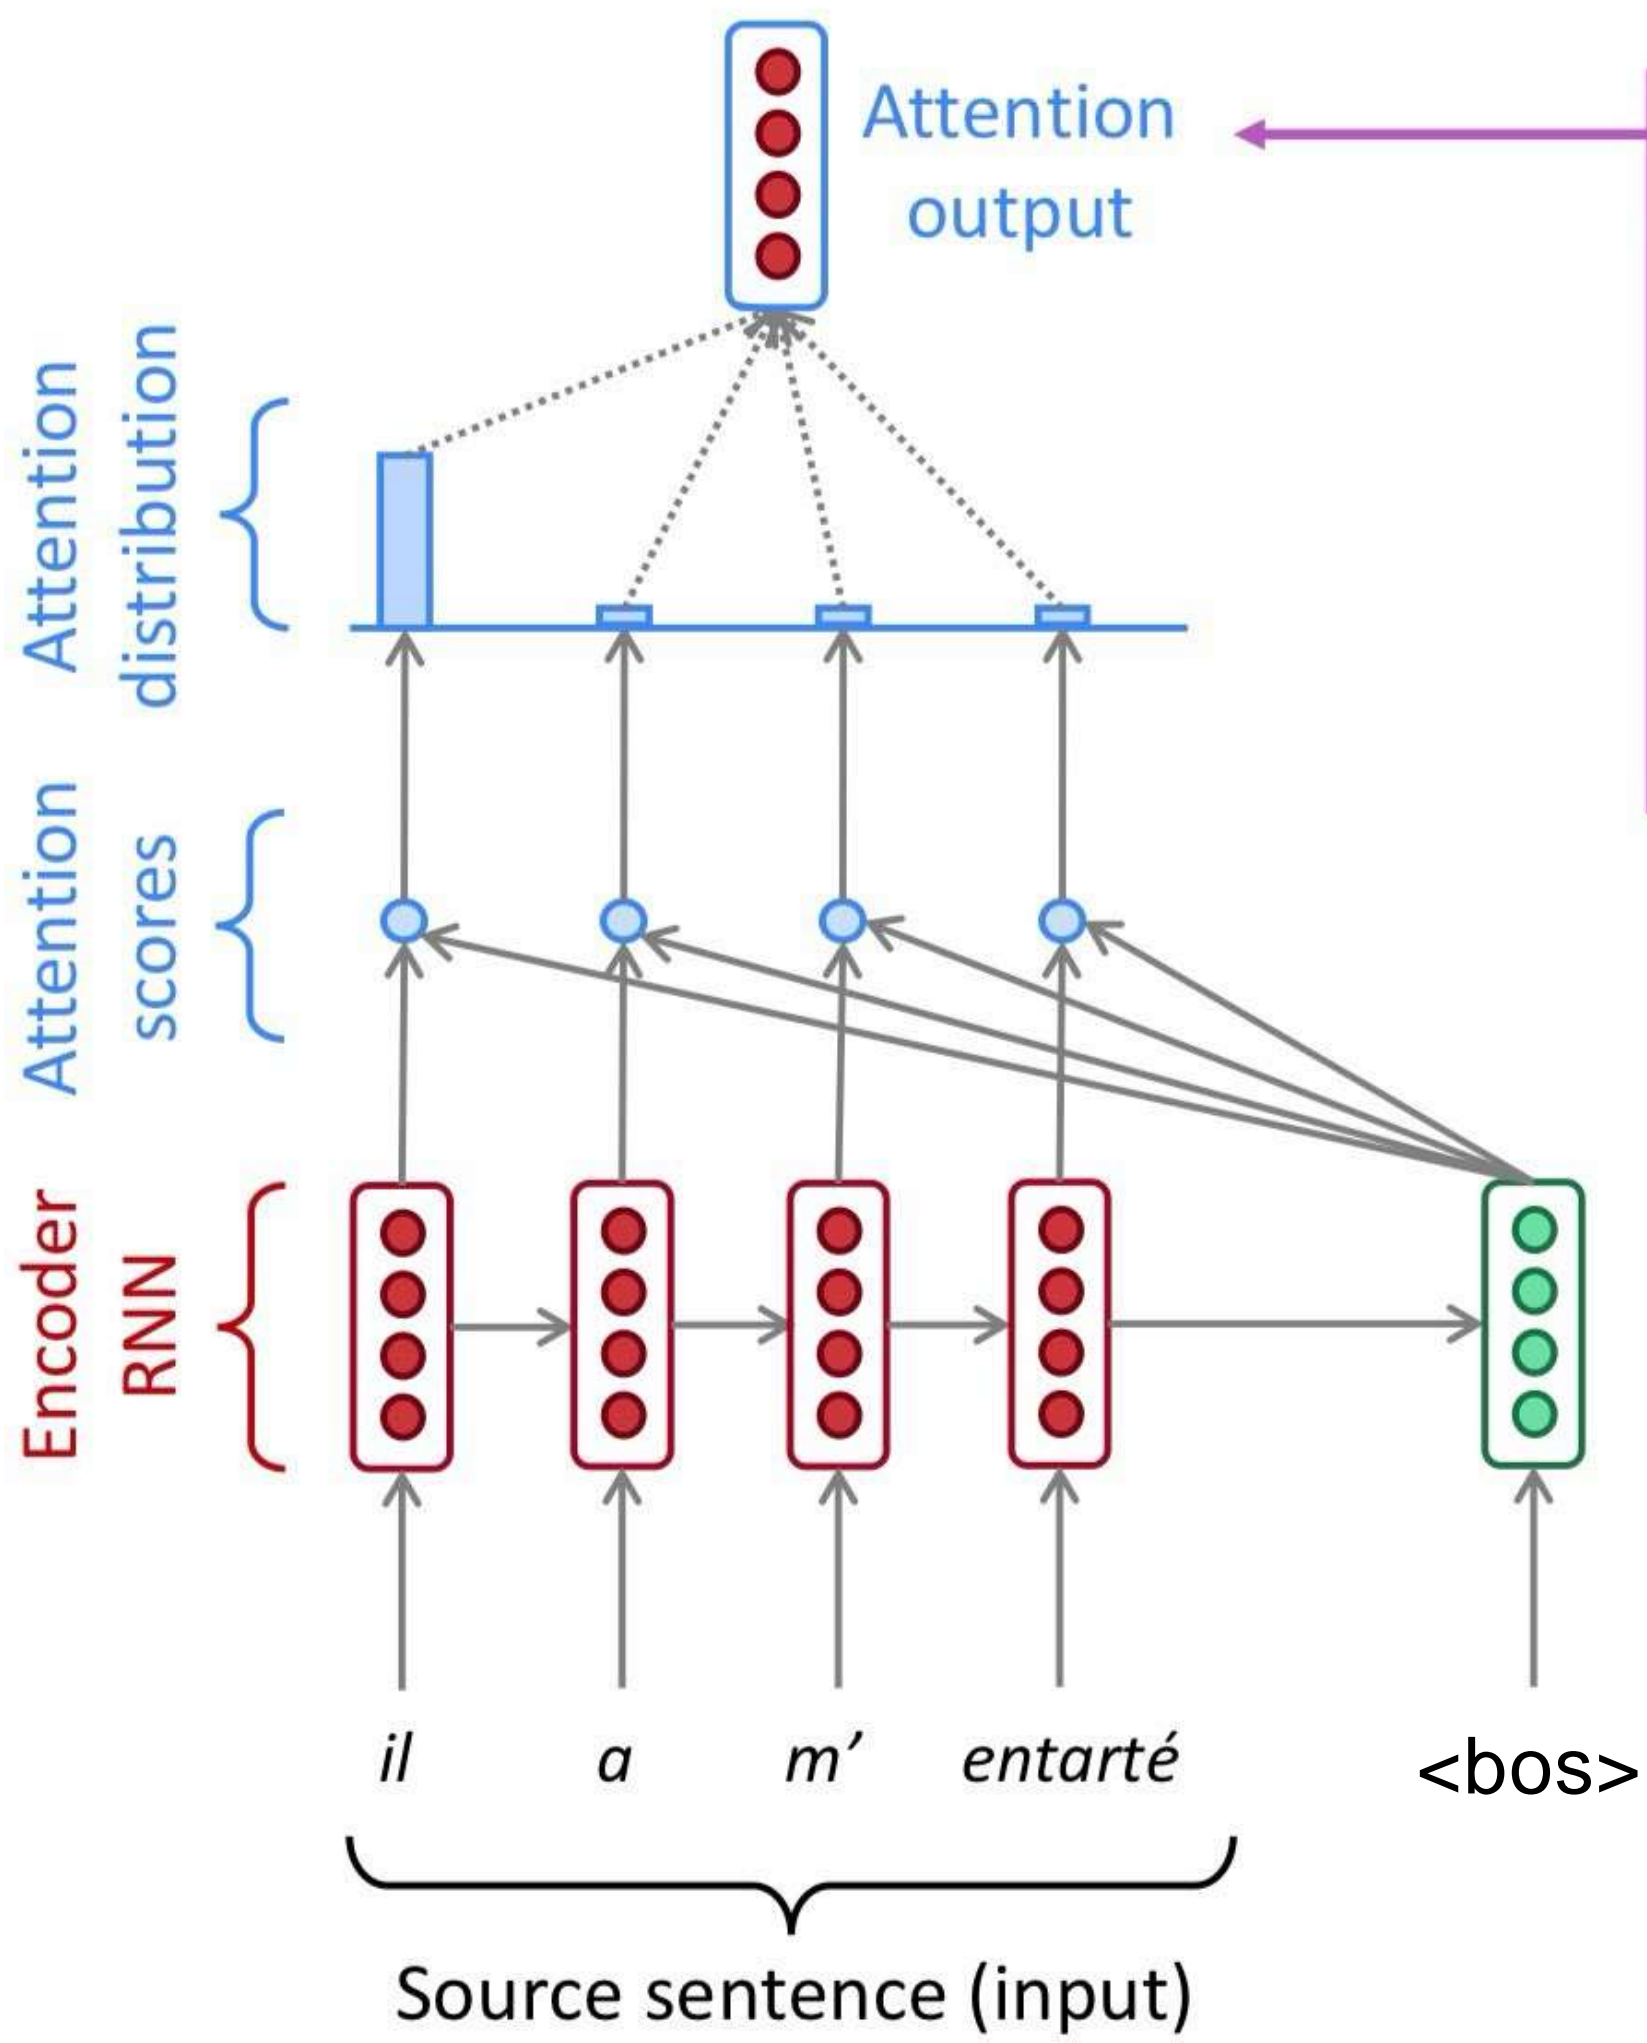 Attention
output
Attention
distribution
Attention
scores
Encoder
RNN
il a m’ entarté <bos>
Source sentence (input)